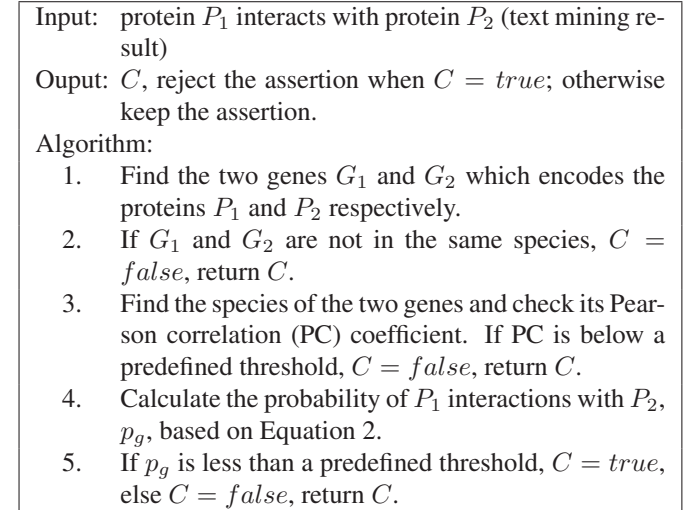 Input: protein P₁ interacts with protein P₂ (text mining re-
sult)
Ouput: C, reject the assertion when C = true; otherwise
keep the assertion.
Algorithm:
1. Find the two genes G₁ and G₂ which encodes the
proteins P₁ and P₂ respectively.
2. If G₁ and G₂ are not in the same species, C =
false, return C.
3. Find the species of the two genes and check its Pear-
son correlation (PC) coefficient. If PC is below a
predefined threshold, C = false, return C.
4. Calculate the probability of P₁ interactions with P₂,
p_g, based on Equation 2.
5. If p_g is less than a predefined threshold, C = true,
else C = false, return C.